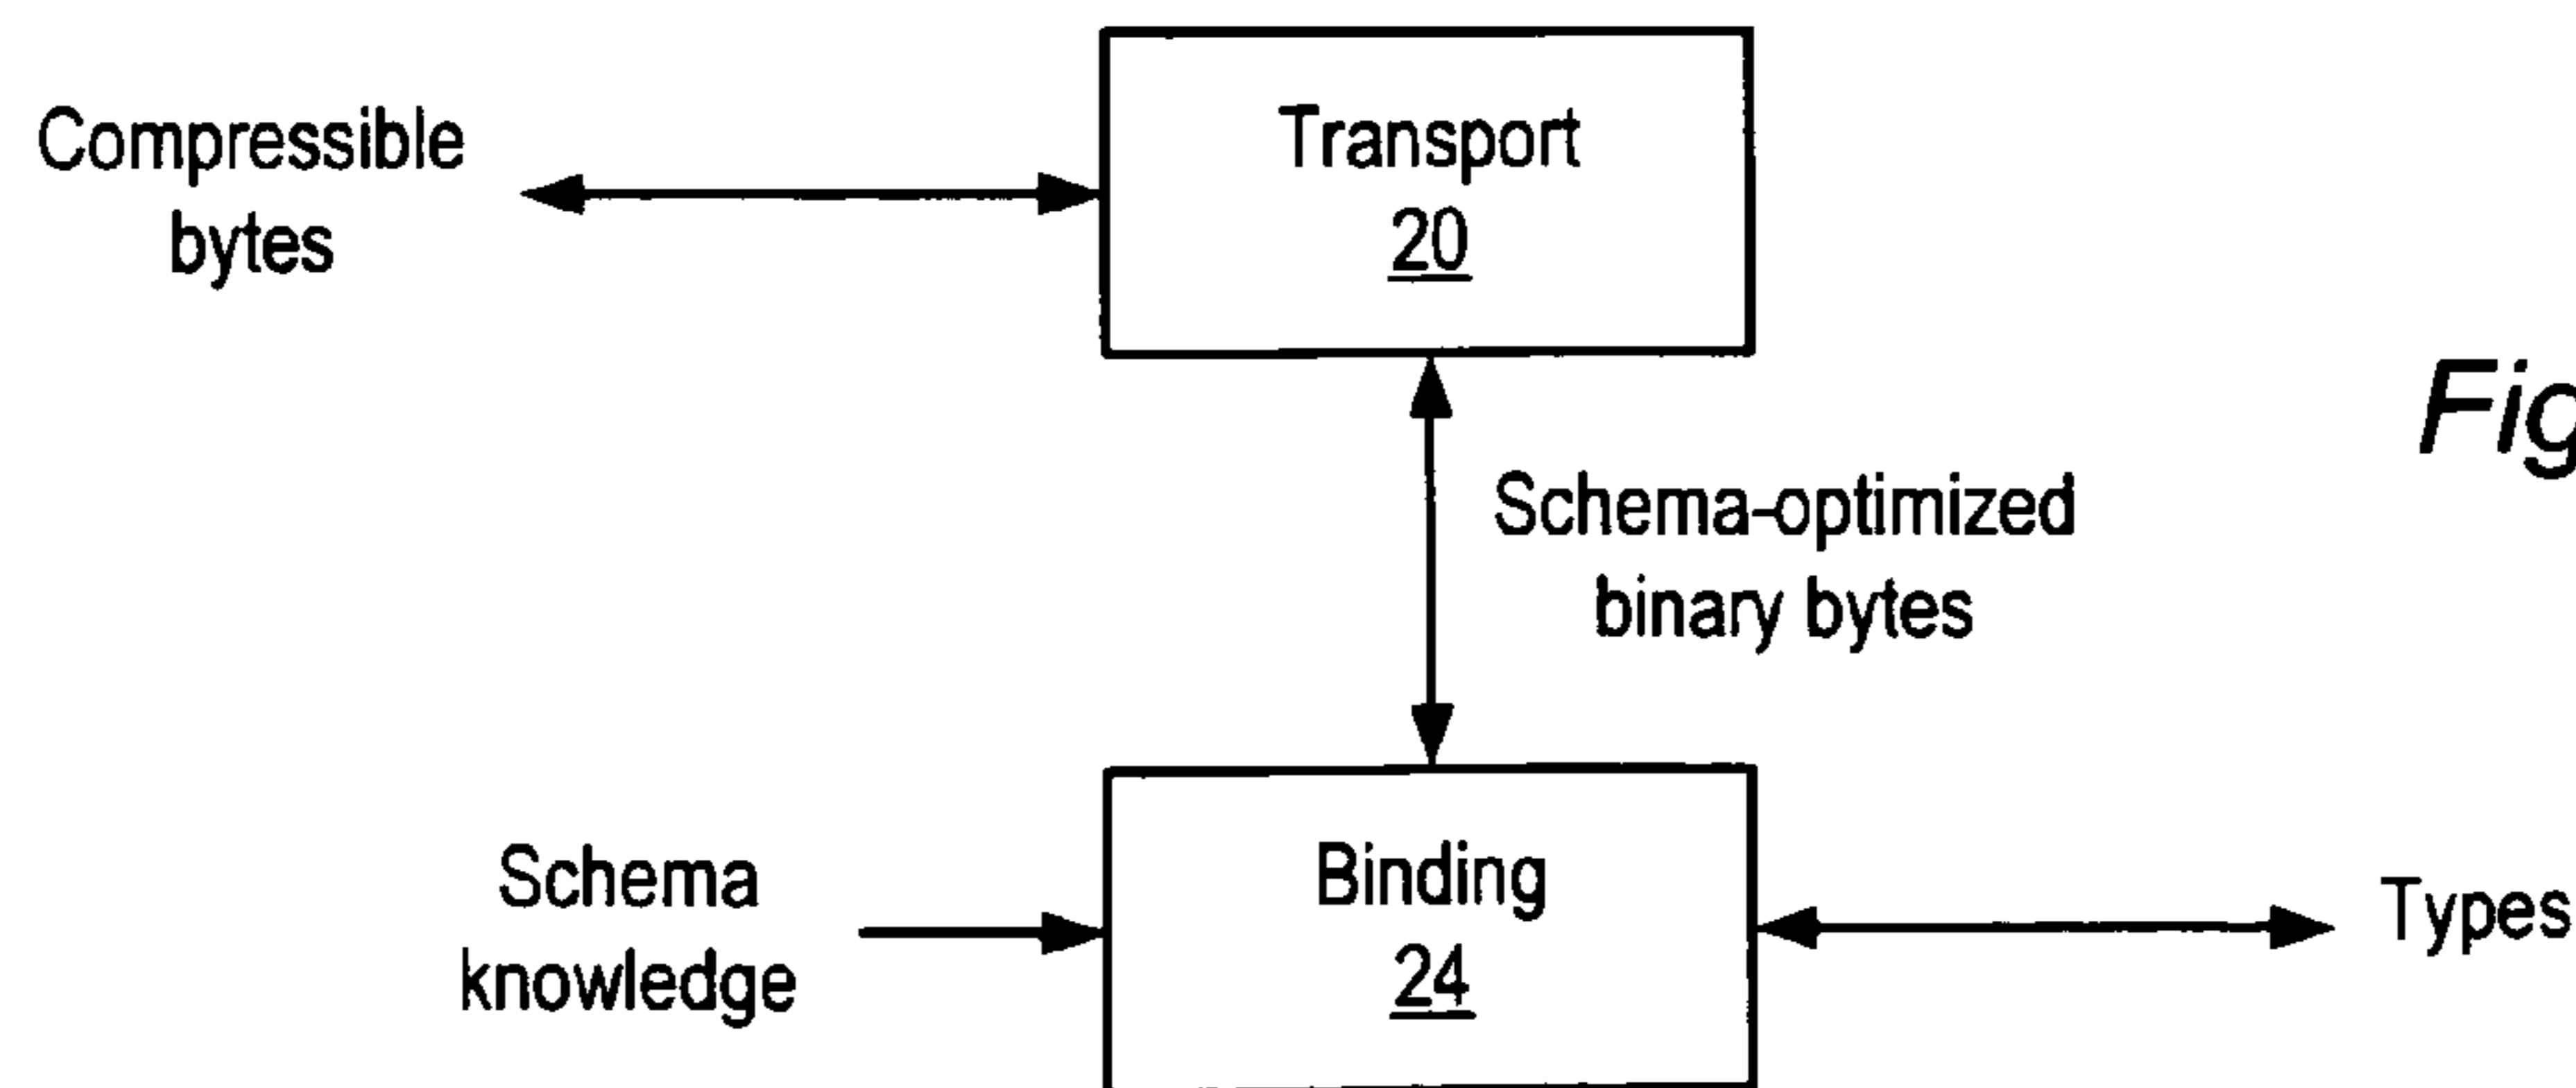 Compressible
bytes
Transport
20
Fig
Schema-optimized
binary bytes
Schema
knowledge
Binding
24
Types